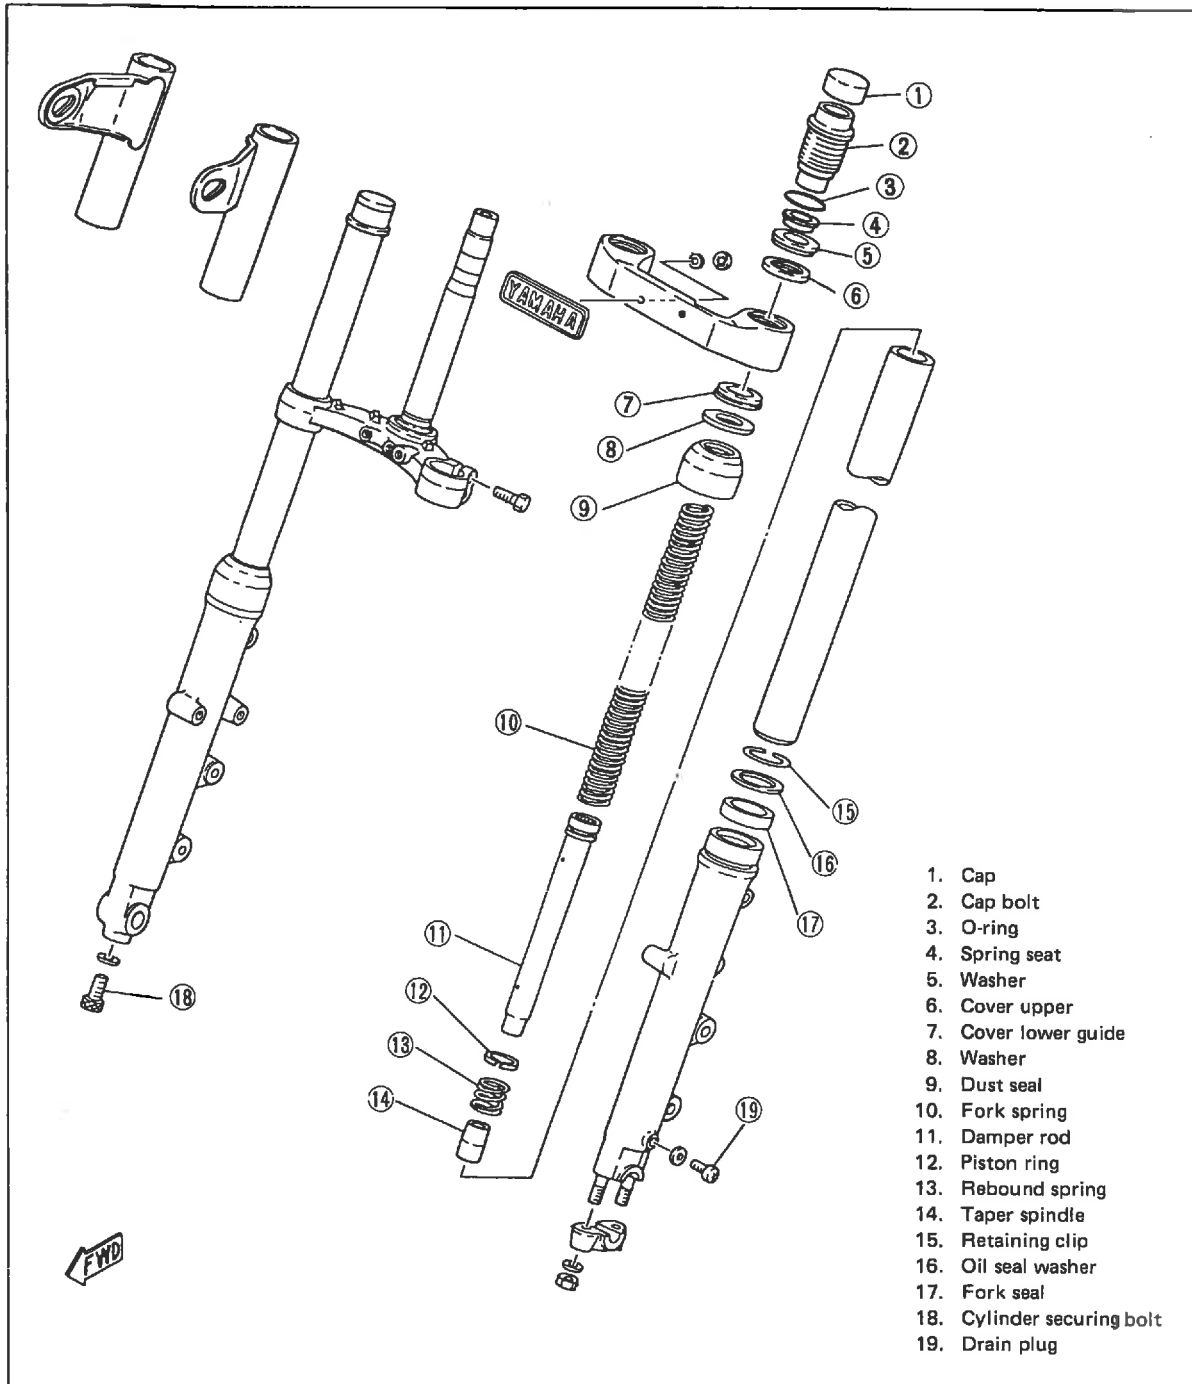 1
2
3
4
5
6
YAMAHA
7
8
9
10
15
16
17
11
12
18
13
14
19
FWD
1. Cap
2. Cap bolt
3. O-ring
4. Spring seat
5. Washer
6. Cover upper
7. Cover lower guide
8. Washer
9. Dust seal
10. Fork spring
11. Damper rod
12. Piston ring
13. Rebound spring
14. Taper spindle
15. Retaining clip
16. Oil seal washer
17. Fork seal
18. Cylinder securing bolt
19. Drain plug